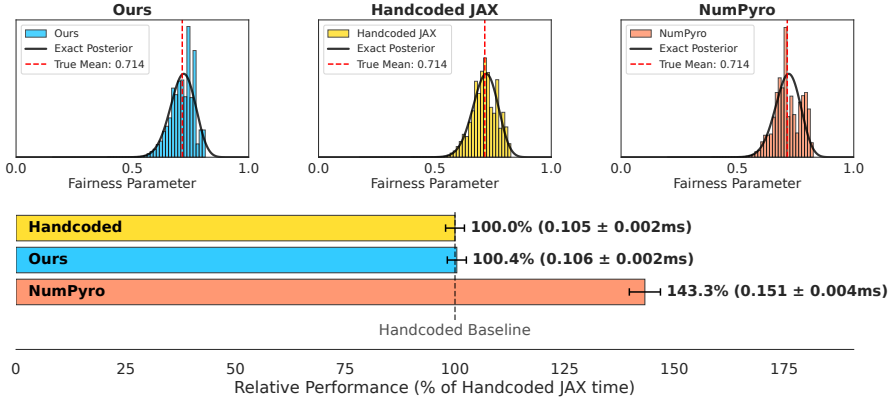 Ours
Handcoded JAX
NumPyro
Ours
Exact Posterior
True Mean: 0.714
Handcoded JAX
Exact Posterior
True Mean: 0.714
NumPyro
Exact Posterior
True Mean: 0.714
0.0 0.5 1.0
0.0 0.5 1.0
0.0 0.5 1.0
Fairness Parameter
Fairness Parameter
Fairness Parameter
Handcoded 100.0% (0.105 ± 0.002ms)
Ours 100.4% (0.106 ± 0.002ms)
NumPyro 143.3% (0.151 ± 0.004ms)
Handcoded Baseline
0 25 50 75 100 125 150 175
Relative Performance (% of Handcoded JAX time)